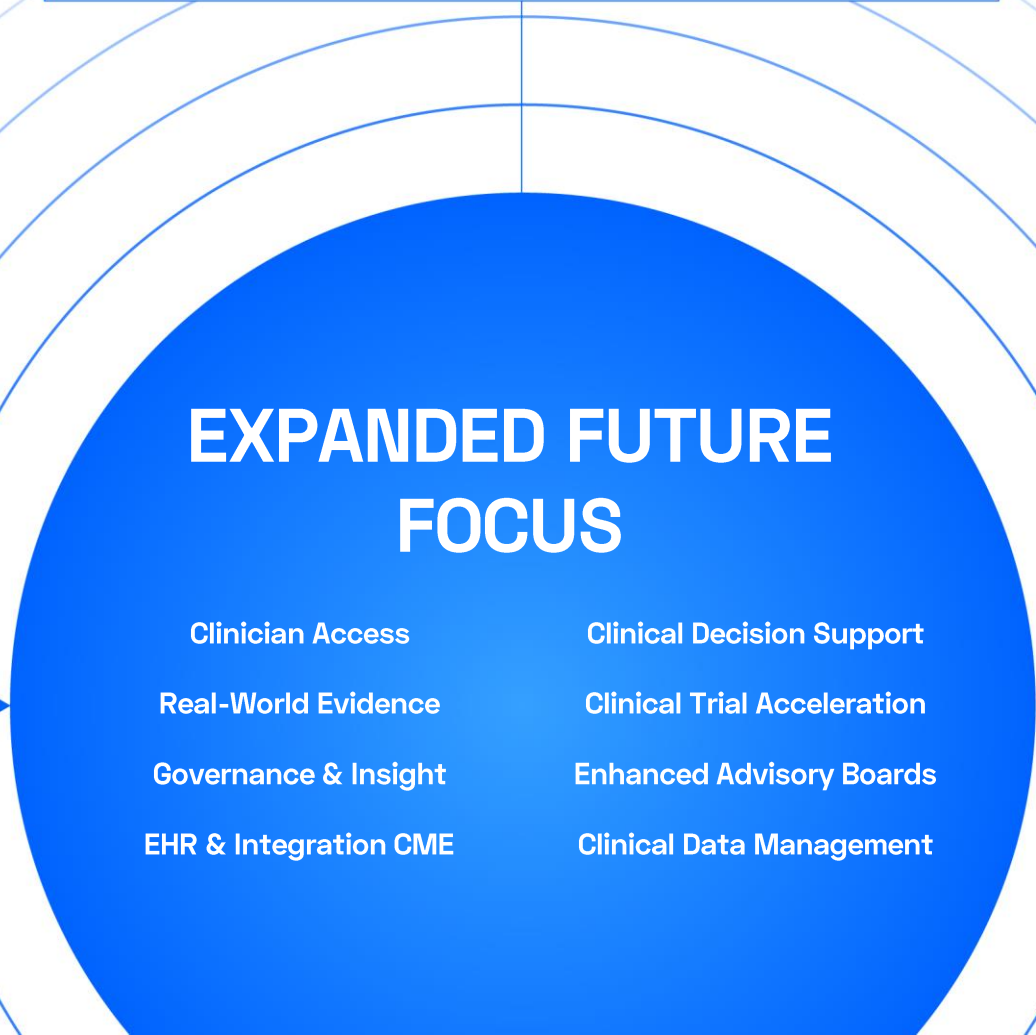 EXPANDED FUTURE
FOCUS
Clinician Access
Clinical Decision Support
Real-World Evidence
Clinical Trial Acceleration
Governance & Insight
Enhanced Advisory Boards
EHR & Integration CME
Clinical Data Management